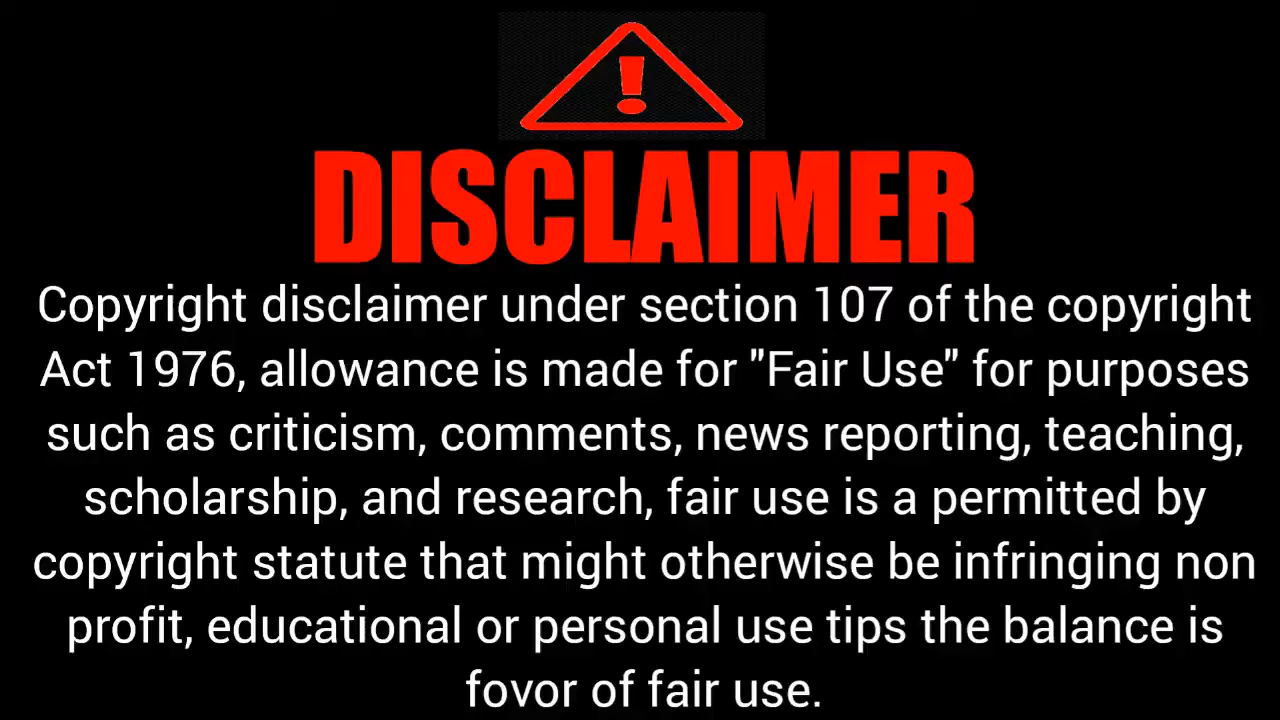 DISCLAIMER
Copyright disclaimer under section 107 of the copyright
Act 1976, allowance is made for "Fair Use" for purposes
such as criticism, comments, news reporting, teaching,
scholarship, and research, fair use is a permitted by
copyright statute that might otherwise be infringing non
profit, educational or personal use tips the balance is
fovor of fair use.